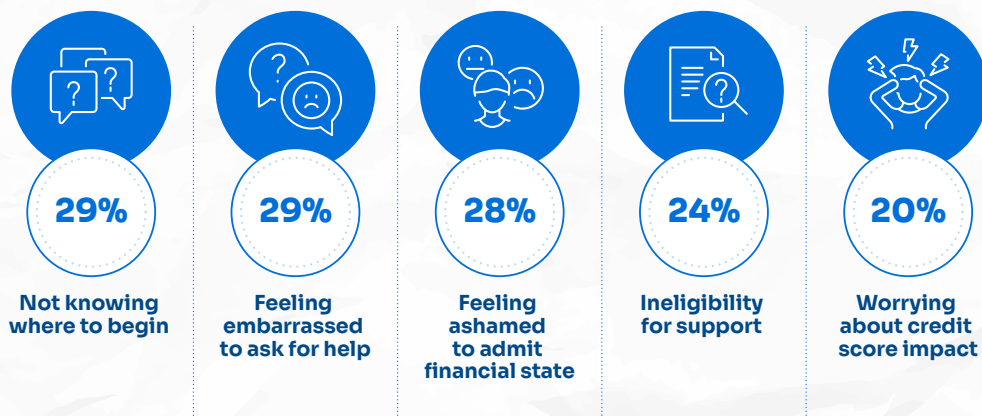 ? ?
?
?
29%
29%
28%
24%
20%
Not knowing
where to begin
Feeling
embarrassed
to ask for help
Feeling
ashamed
to admit
financial state
Ineligibility
for support
Worrying
about credit
score impact